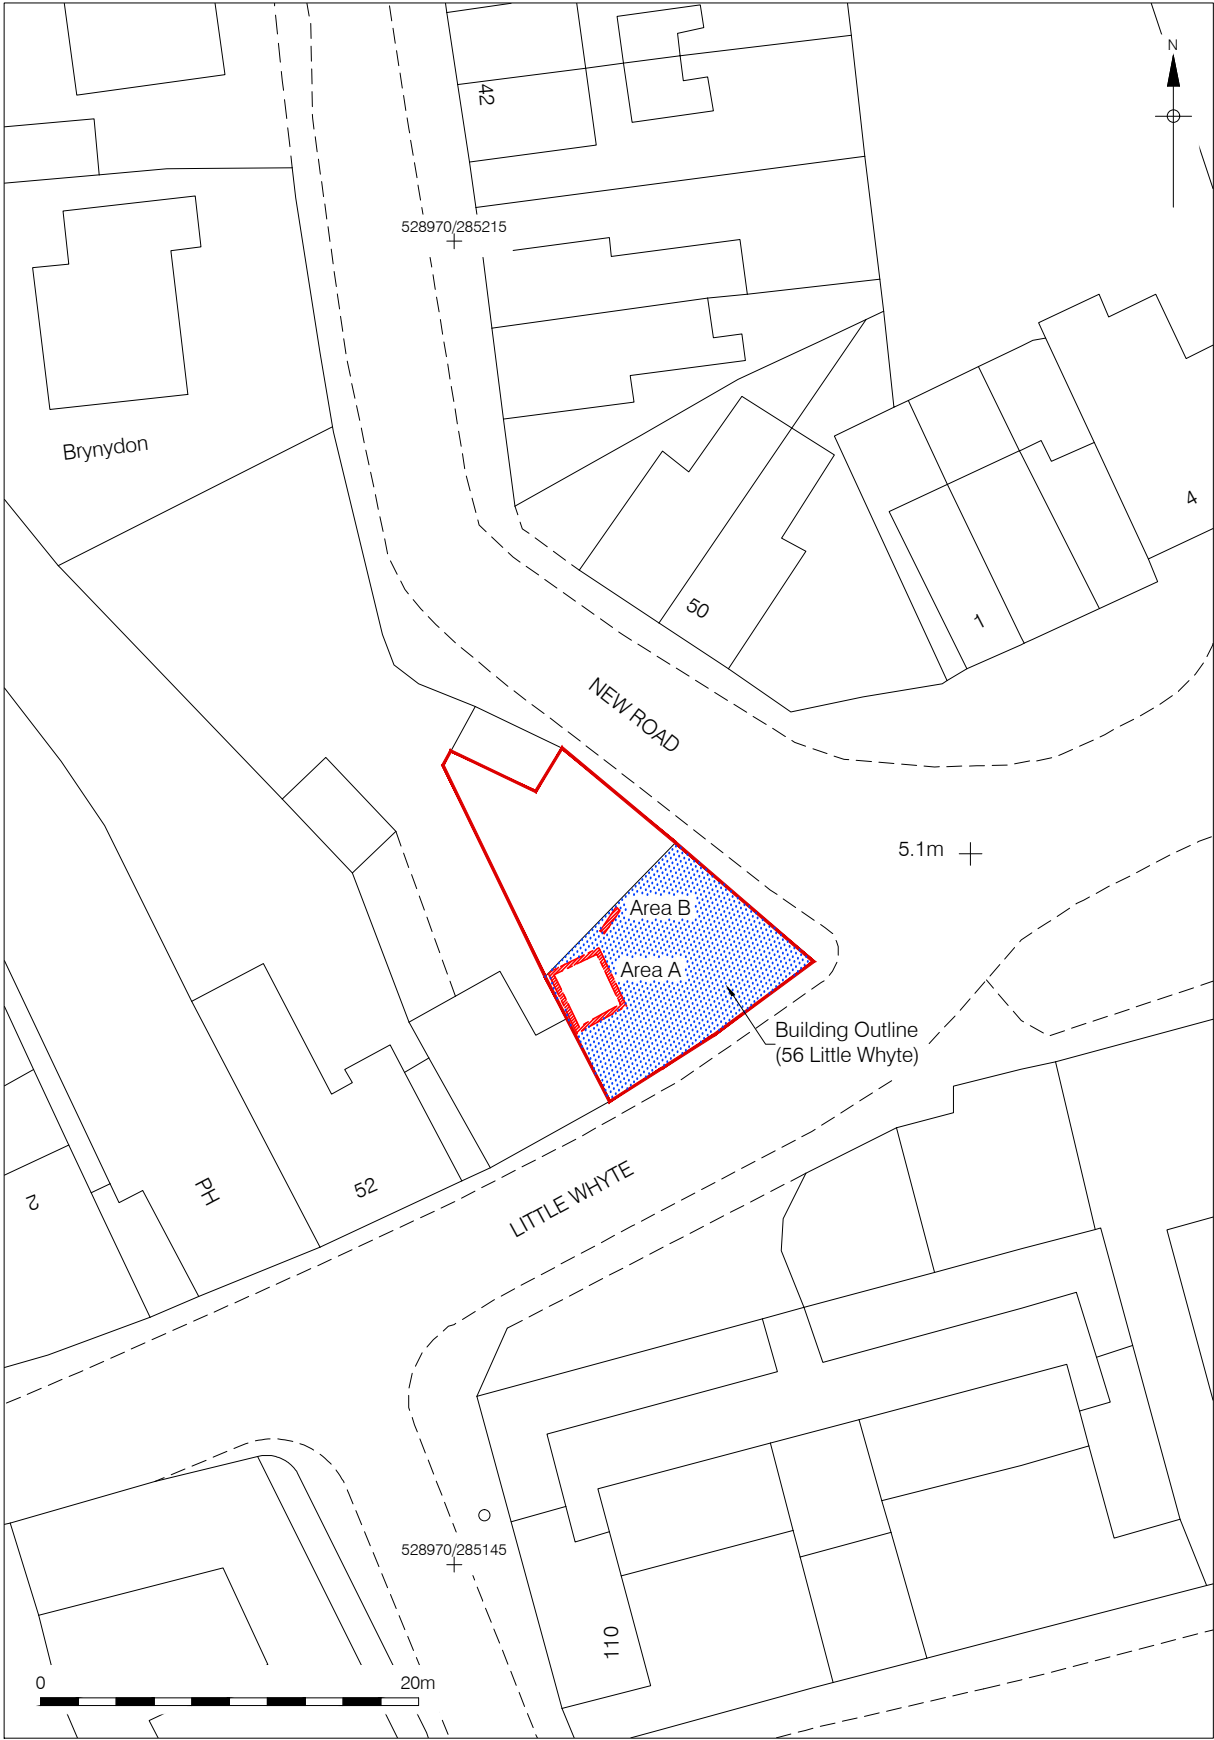 N
42
528970/285215
Brynydon
4
50
1
NEW ROAD
5.1m
Area B
Area A
Building Outline
(56 Little Whyte)
LITTLE WHYTE
52
PH
2
528970/285145
110
0 20m